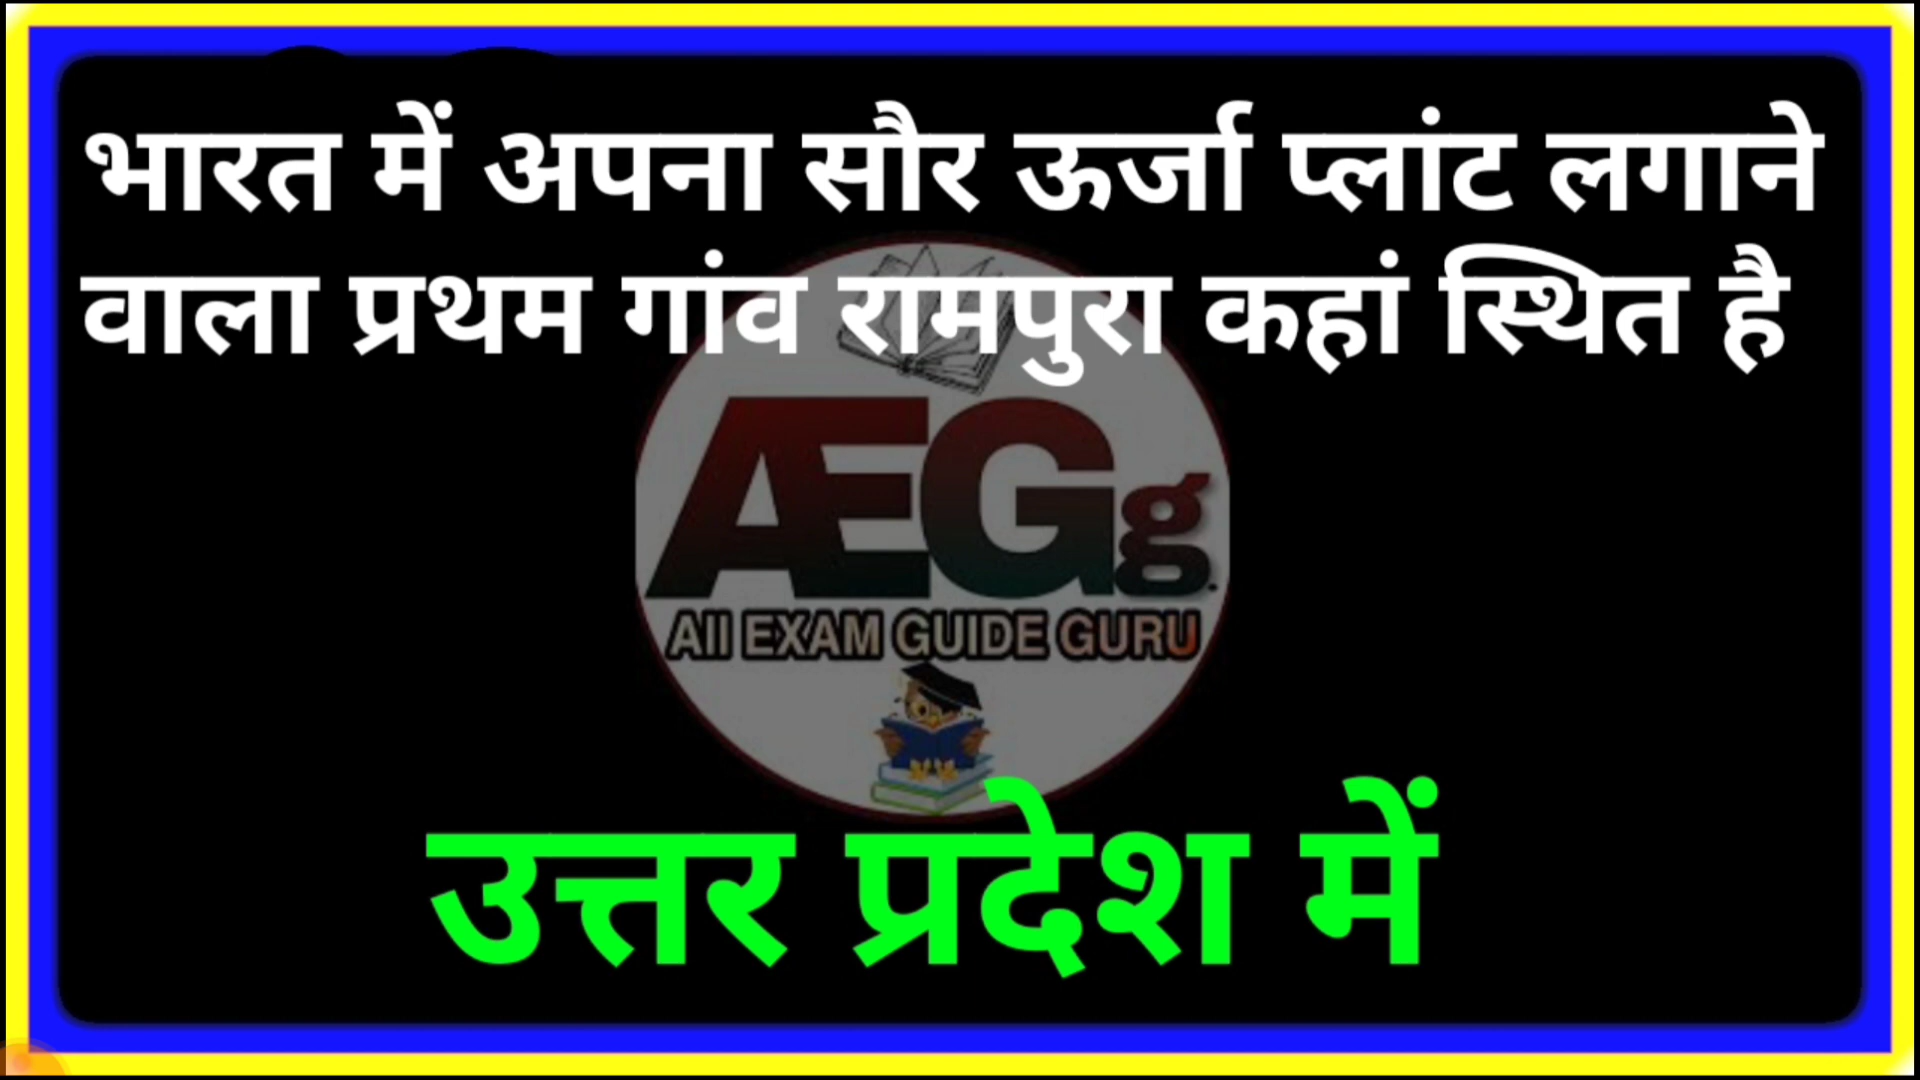 भारत में अपना सौर ऊर्जा प्लांट लगाने
वाला प्रथम गांव रामपुरा कहां स्थित है
AEGg.
All EXAM GUIDE GURU
उत्तर प्रदेश में